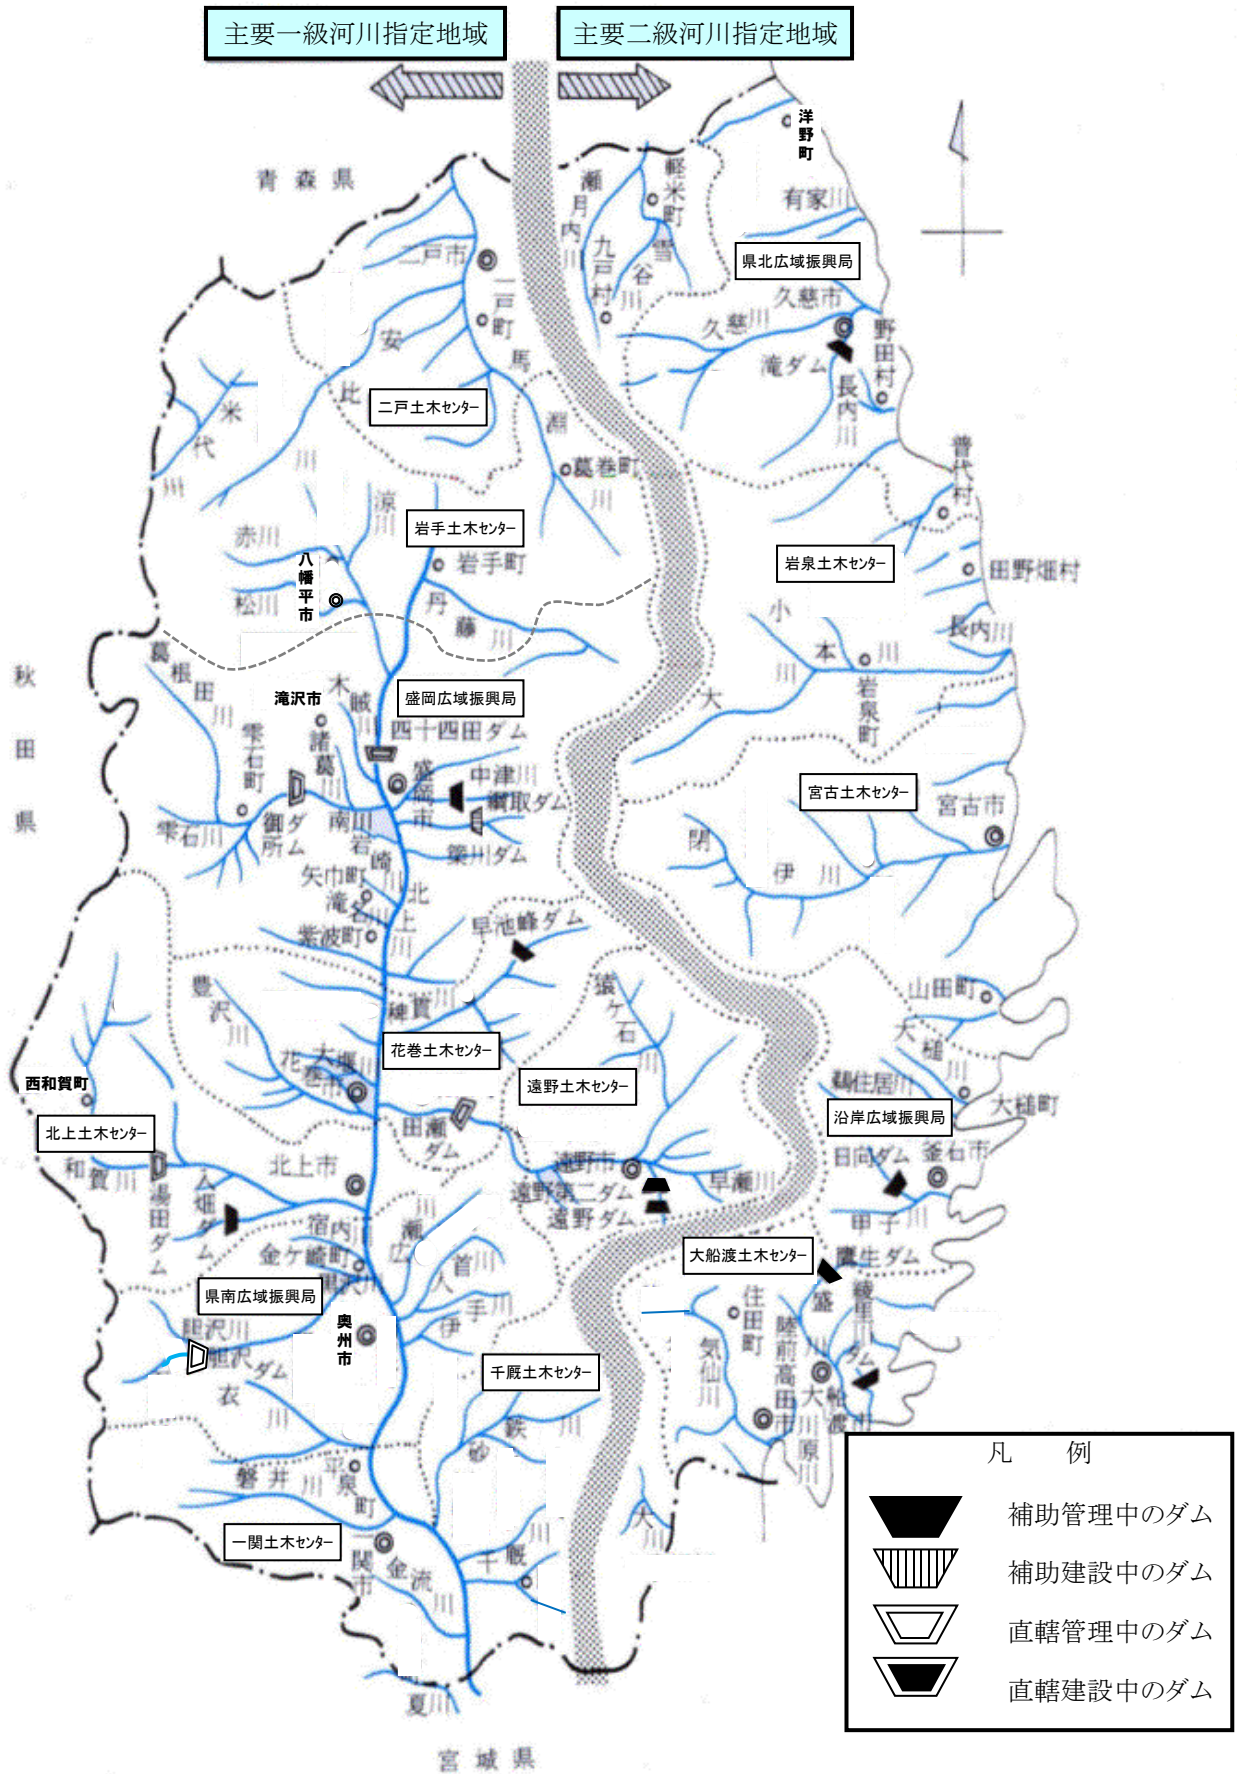 主要一級河川指定地域
主要二級河川指定地域
青森県
洋野町
軽米町
瀬月内川
有家川
雪谷川
九戸村
県北広域振興局
二戸市
一戸町
久慈市
久慈川
野田村
滝ダム
長内川
安比川
馬淵川
米代川
二戸土木センター
葛巻町
普代村
涼川
岩手土木センター
赤川
八幡平市
松川
岩手町
丹藤川
岩泉土木センター
田野畑村
長内川
小本川
岩泉町
大川
秋田県
葛根田川
滝沢市
木賊川
盛岡広域振興局
四十四田ダム
雫石町
諸葛川
盛岡市
中津川
綱取ダム
宮古土木センター
宮古市
雫石川
御所ダム
南川
岩崎川
簗川ダム
閉伊川
矢巾町
滝名川
北上川
紫波町
早池峰ダム
豊沢川
稗貫川
猿ケ石川
山田町
大槌川
花巻土木センター
大堰川
花巻市
遠野土木センター
鵜住居川
大槌町
西和賀町
北上土木センター
田瀬ダム
沿岸広域振興局
日向ダム
釜石市
和賀川
湯田ダム
入畑ダム
北上市
遠野市
遠野第二ダム
遠野ダム
早瀬川
甲子川
宿内川
金ケ崎町
黒沢川
広瀬川
人首川
大船渡土木センター
鷹生ダム
県南広域振興局
胆沢川
胆沢ダム
奥州市
伊手川
住田町
盛川
綾里川ダム
気仙川
陸前高田市
大船渡市
川原川
衣川
千厩土木センター
砂鉄川
磐井川
平泉町
一関土木センター
一関市
金流川
千厩川
大川
夏川
宮城県
凡　例
補助管理中のダム
補助建設中のダム
直轄管理中のダム
直轄建設中のダム